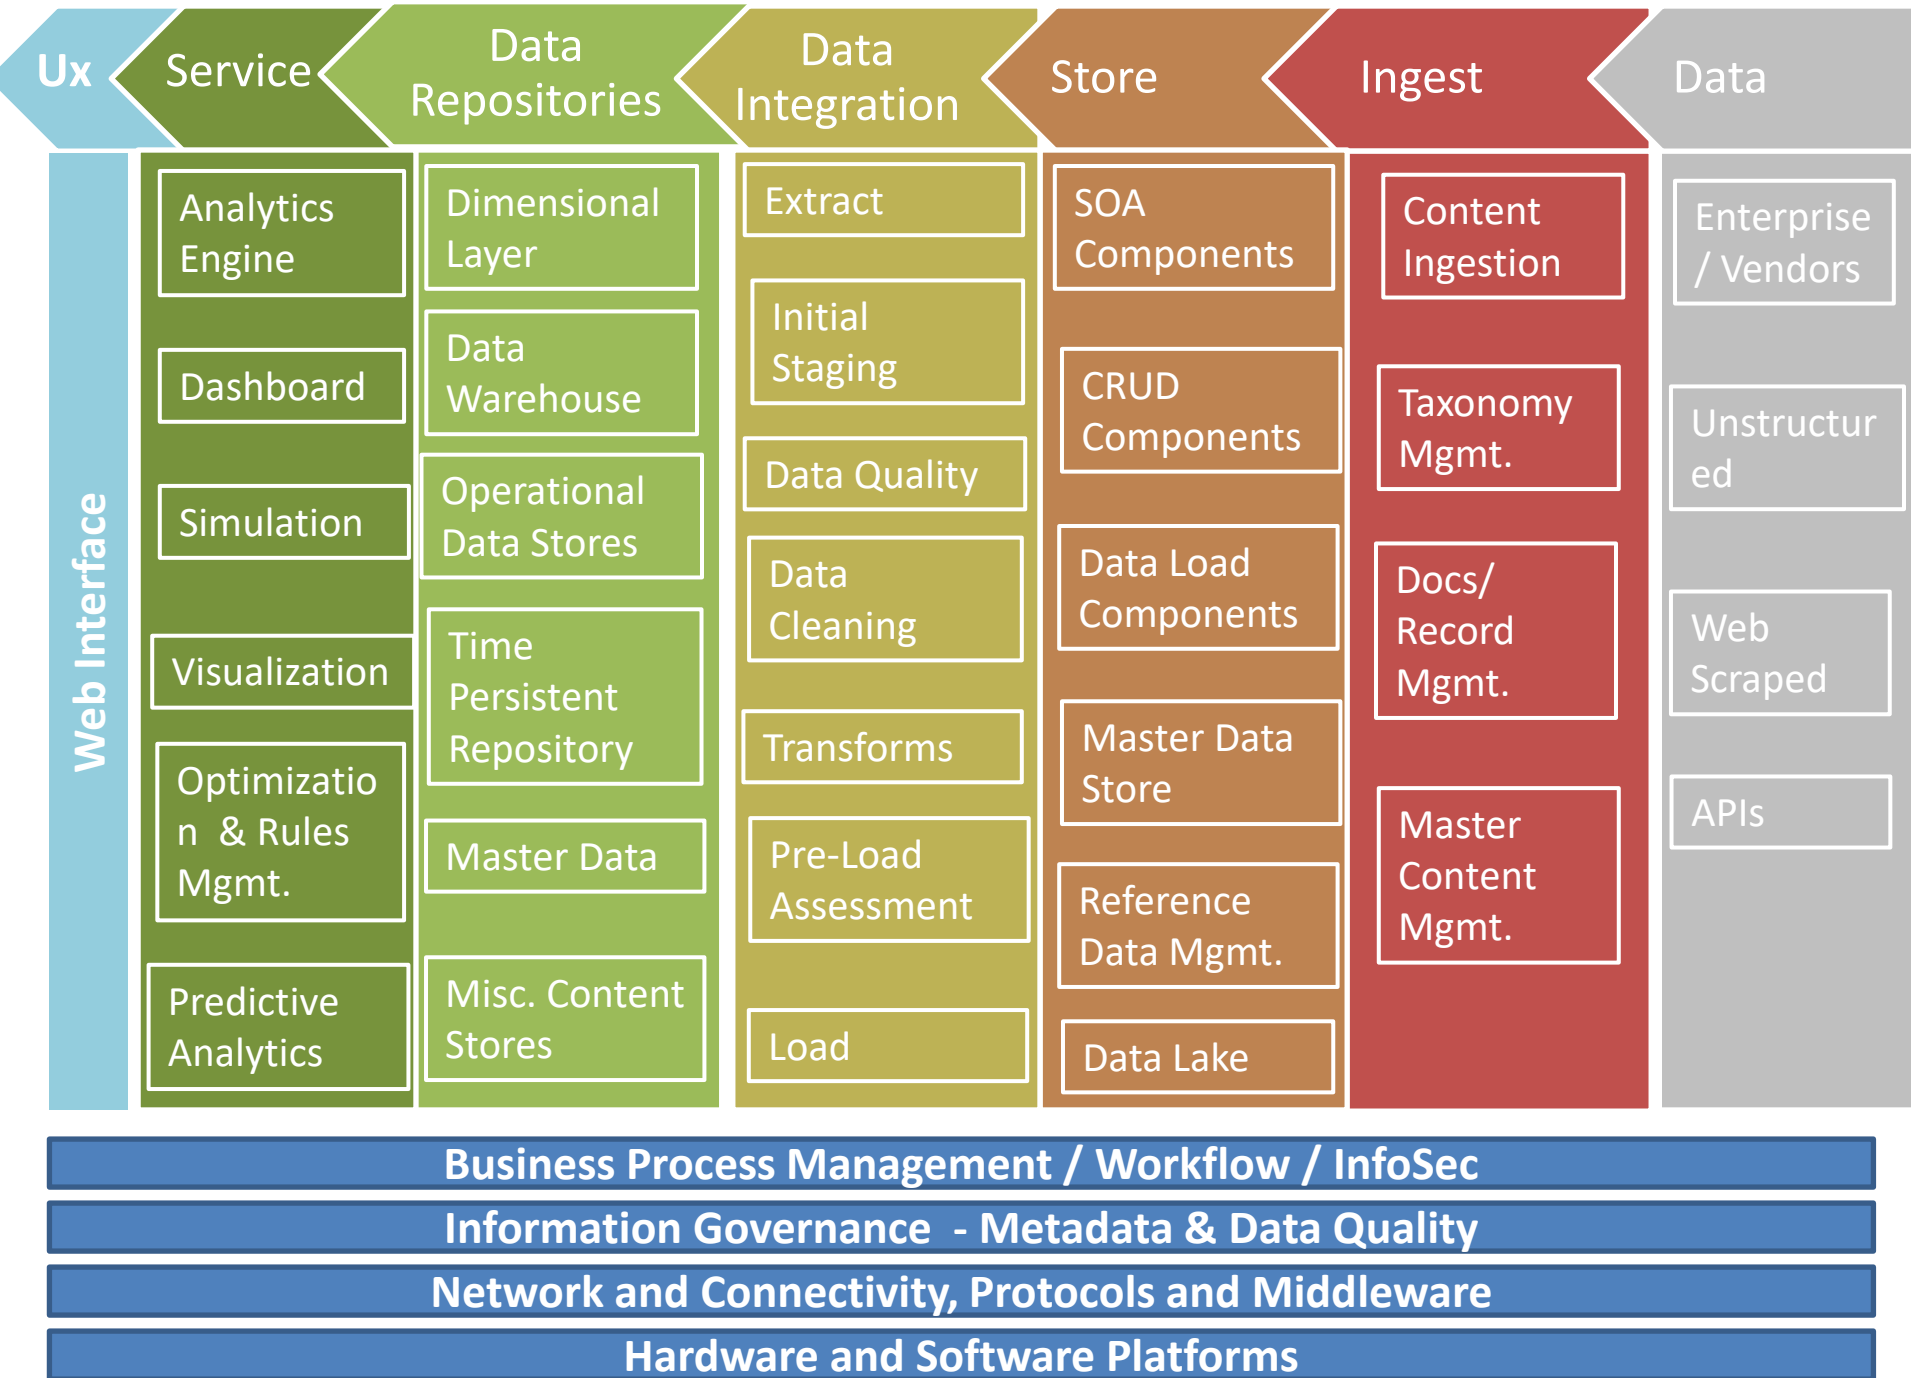 Ux
Service
Data
Repositories
Data
Integration
Store
Ingest
Data
Web Interface
Analytics
Engine
Dashboard
Simulation
Visualization
Optimizatio
n & Rules
Mgmt.
Predictive
Analytics
Dimensional
Layer
Data
Warehouse
Operational
Data Stores
Time
Persistent
Repository
Master Data
Misc. Content
Stores
Extract
Initial
Staging
Data Quality
Data
Cleaning
Transforms
Pre-Load
Assessment
Load
SOA
Components
CRUD
Components
Data Load
Components
Master Data
Store
Reference
Data Mgmt.
Data Lake
Content
Ingestion
Taxonomy
Mgmt.
Docs/
Record
Mgmt.
Master
Content
Mgmt.
Enterprise
/ Vendors
Unstructur
ed
Web
Scraped
APIs
Business Process Management / Workflow / InfoSec
Information Governance - Metadata & Data Quality
Network and Connectivity, Protocols and Middleware
Hardware and Software Platforms